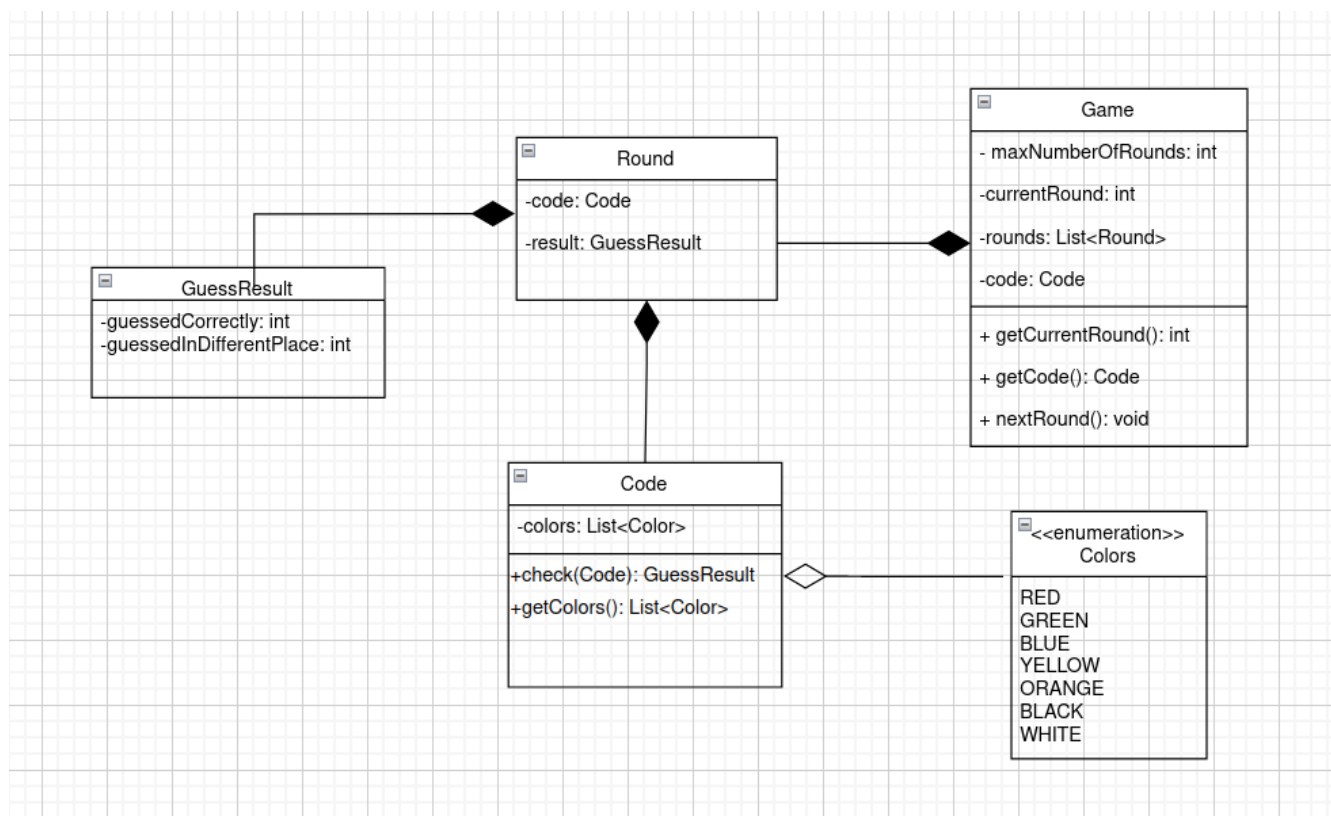 Game
- maxNumberOfRounds: int
-currentRound: int
-rounds: List<Round>
-code: Code
+ getCurrentRound(): int
+ getCode(): Code
+ nextRound(): void
Round
-code: Code
-result: GuessResult
GuessResult
-guessedCorrectly: int
-guessedInDifferentPlace: int
Code
-colors: List<Color>
+check(Code): GuessResult
+getColors(): List<Color>
<<enumeration>>
Colors
RED
GREEN
BLUE
YELLOW
ORANGE
BLACK
WHITE